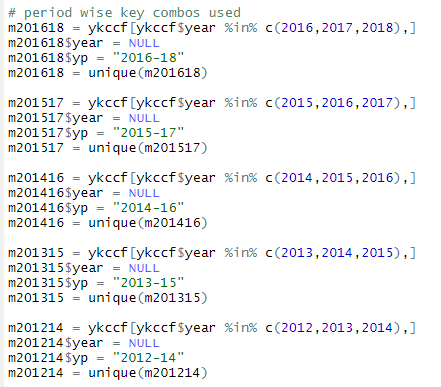 # period wise key combos used
m201618 = ykccf[ykccf$year %in% c(2016,2017,2018),]
m201618$year = NULL
m201618$yp = "2016-18"
m201618 = unique(m201618)
m201517 = ykccf[ykccf$year %in% c(2015,2016,2017),]
m201517$year = NULL
m201517$yp = "2015-17"
m201517 = unique(m201517)
m201416 = ykccf[ykccf$year %in% c(2014,2015,2016),]
m201416$year = NULL
m201416$yp = "2014-16"
m201416 = unique(m201416)
m201315 = ykccf[ykccf$year %in% c(2013,2014,2015),]
m201315$year = NULL
m201315$yp = "2013-15"
m201315 = unique(m201315)
m201214 = ykccf[ykccf$year %in% c(2012,2013,2014),]
m201214$year = NULL
m201214$yp = "2012-14"
m201214 = unique(m201214)